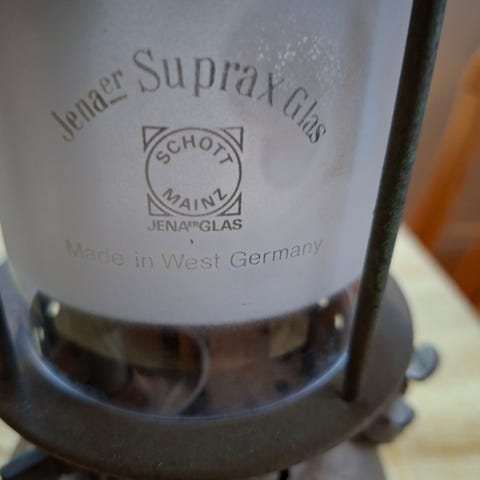 Jenaer Suprax Glas
SCHOTT
MAINZ
JENAER GLAS
Made in West Germany